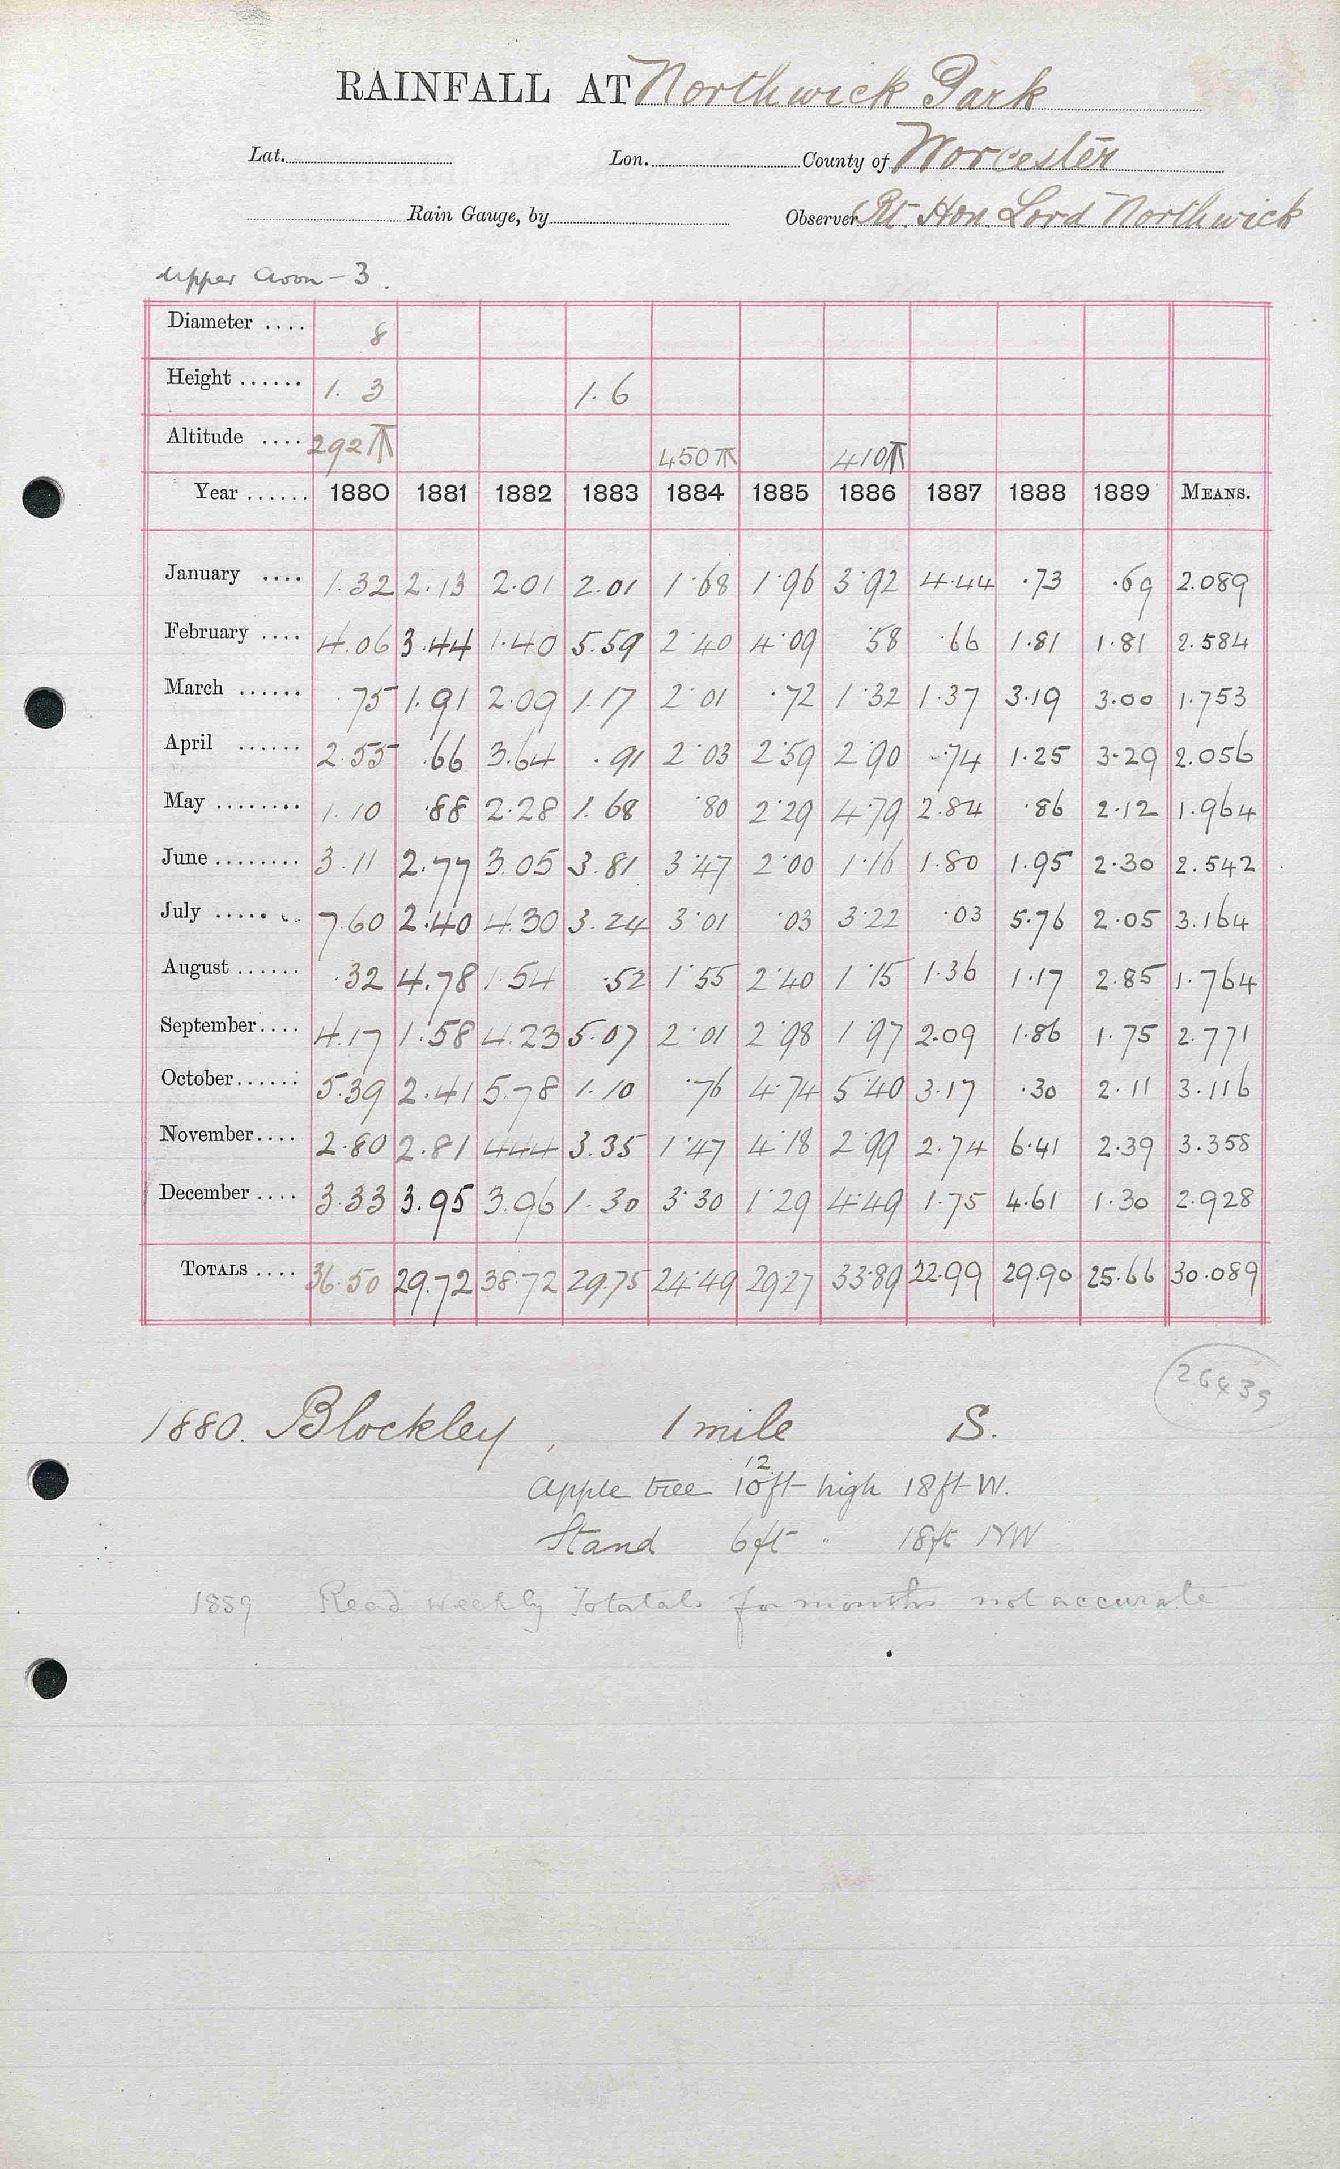 RAINFALL AT Northwick Park
Lat. Lon. County of Worcester
Rain Gauge, by Observer Rt. Hon. Lord Northwick
Upper Avon - 3.
Diameter .... 8
Height ...... 1. 3 1. 6
Altitude .... 292 450 410
Year ...... 1880 1881 1882 1883 1884 1885 1886 1887 1888 1889 MEANS.
January .... 1.32 2.13 2.01 2.01 1.68 1.96 3.92 4.44 .73 .69 2.089
February .... 4.06 3.44 1.40 5.59 2.40 4.09 .58 .66 1.81 1.81 2.584
March ...... .75 1.91 2.09 1.17 2.01 .72 1.32 1.37 3.19 3.00 1.753
April ...... 2.55 .66 3.64 .91 2.03 2.59 2.90 .74 1.25 3.29 2.056
May ........ 1.10 .88 2.28 1.68 .80 2.29 4.79 2.84 .86 2.12 1.964
June ........ 3.11 2.77 3.05 3.81 3.47 2.00 1.16 1.80 1.95 2.30 2.542
July ........ 7.60 2.40 4.30 3.24 3.01 .03 3.22 .03 5.76 2.05 3.164
August ...... .32 4.78 1.54 .52 1.55 2.40 1.15 1.36 1.17 2.85 1.764
September .... 4.17 1.58 4.23 5.07 2.01 2.98 1.97 2.09 1.86 1.75 2.771
October ...... 5.39 2.41 5.78 1.10 .76 4.74 5.40 3.17 .30 2.11 3.116
November .... 2.80 2.81 4.44 3.35 1.47 4.18 2.99 2.74 6.41 2.39 3.358
December .... 3.33 3.95 3.96 1.30 3.30 1.29 4.49 1.75 4.61 1.30 2.928
TOTALS .... 36.50 29.72 38.72 29.75 24.49 29.27 33.89 22.99 29.90 25.66 30.089
26439
1880. Blockley, 1 mile S.
12
Apple tree 10ft high 18ft W.
Stand 6ft " 18ft NW
1889 Read weekly Totatals for months not accurate